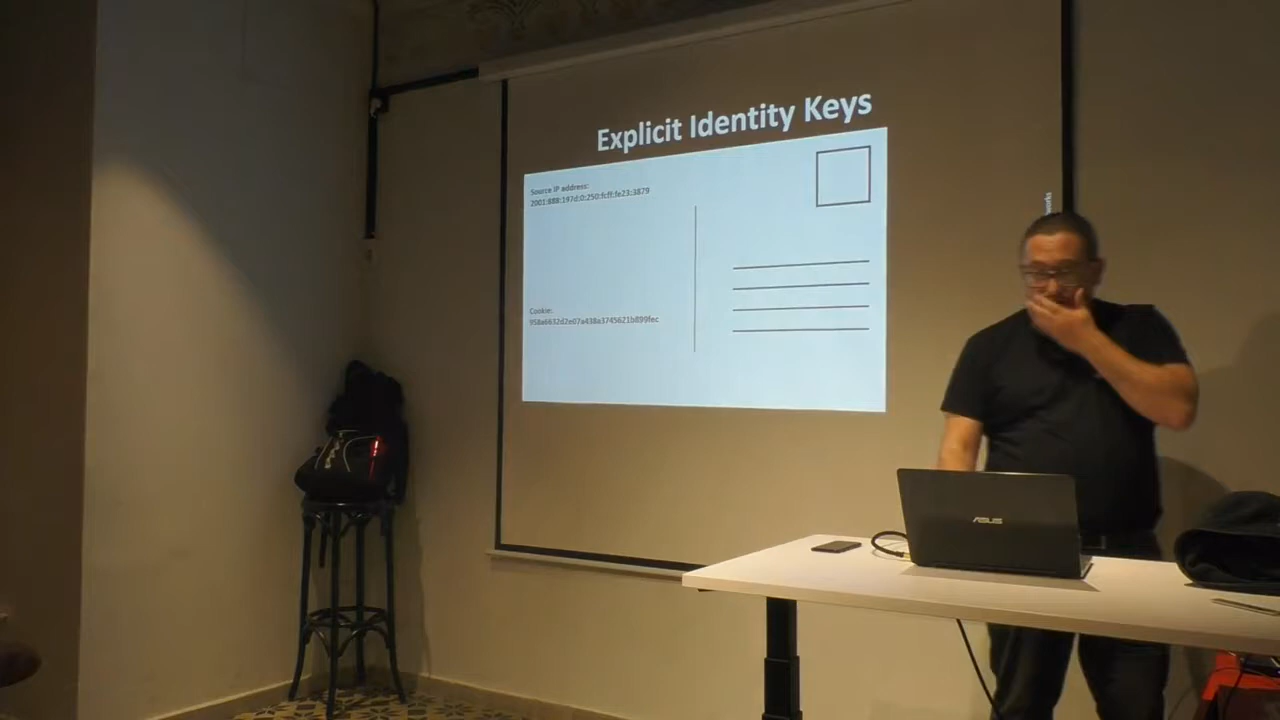 Explicit Identity Keys
Source IP address:
2001:888:197d:0:250:fcff:fe23:3879
Cookie:
958a6632d2e07a438a3745621b899fec
ASUS